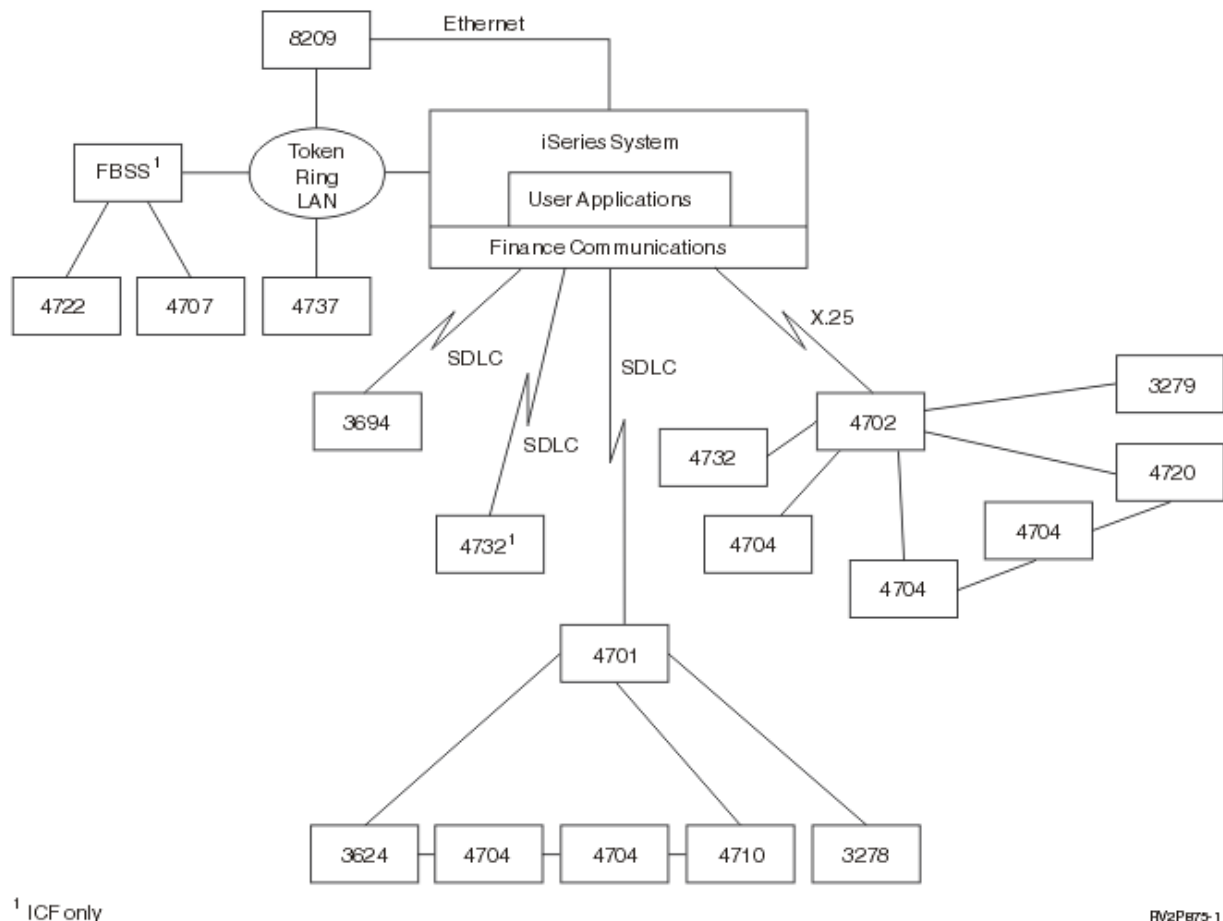 Ethernet
8209
iSeries System
Token
Ring
LAN
FBSS¹
User Applications
Finance Communications
4722
4707
4737
X.25
SDLC
SDLC
3279
3694
4702
SDLC
4732
4720
4732¹
4704
4704
4704
4701
3624
4704
4704
4710
3278
¹ ICF only
RV2P875-1